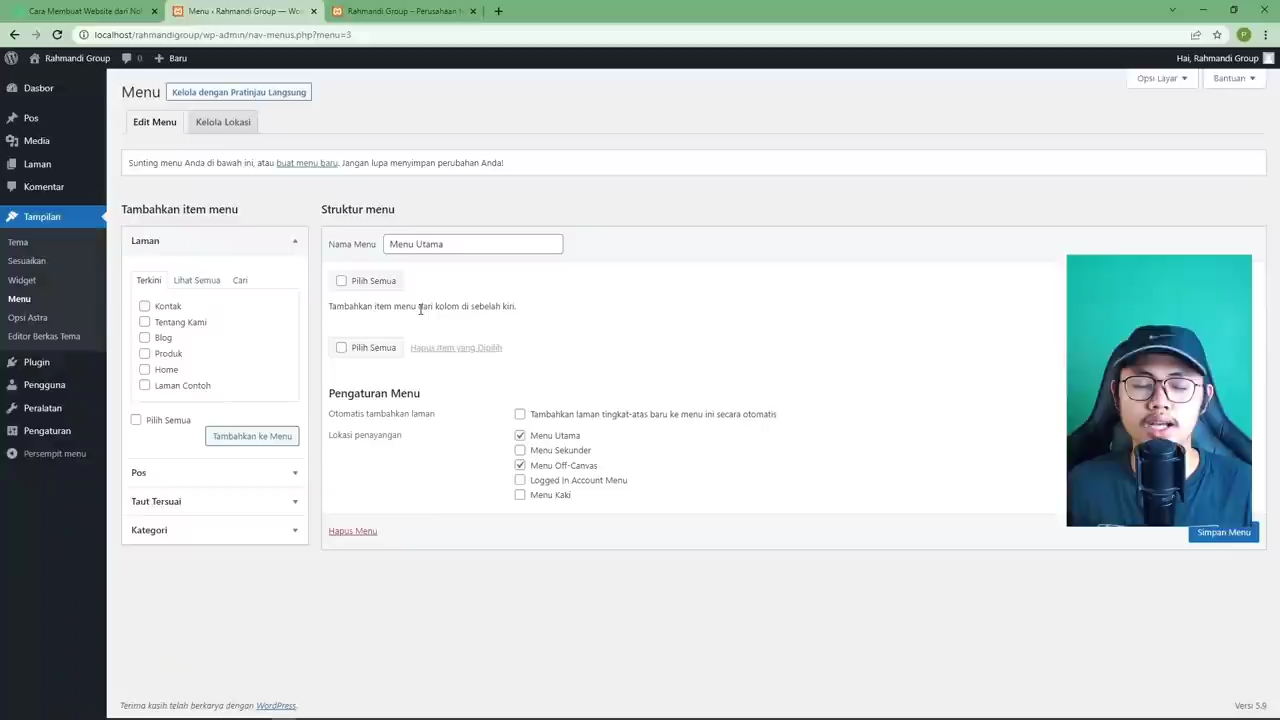 Cara Membuat Website dari No!
Menu ‹ Rahmandi Group — Wo
Rahmandi Group – Perusahaan
localhost/rahmandigroup/wp-admin/nav-menus.php?menu=3
P
Rahmandi Group
0
Baru
Hai, Rahmandi Group
Dasbor
Pos
Media
Laman
Komentar
Tampilan
Tema
Sesuaikan
Widget
Menu
Opsi Astra
Editor Berkas Tema
Plugin
Pengguna
Peralatan
Pengaturan
Persempit menu
Menu
Kelola dengan Pratinjau Langsung
Opsi Layar
Bantuan
Edit Menu
Kelola Lokasi
Sunting menu Anda di bawah ini, atau buat menu baru. Jangan lupa menyimpan perubahan Anda!
Tambahkan item menu
Laman
Terkini
Lihat Semua
Cari
Kontak
Tentang Kami
Blog
Produk
Home
Laman Contoh
Pilih Semua
Tambahkan ke Menu
Pos
Taut Tersuai
Kategori
Struktur menu
Nama Menu
Menu Utama
Pilih Semua
Tambahkan item menu dari kolom di sebelah kiri.
Pilih Semua
Hapus Item yang Dipilih
Pengaturan Menu
Otomatis tambahkan laman
Tambahkan laman tingkat-atas baru ke menu ini secara otomatis
Lokasi penayangan
Menu Utama
Menu Sekunder
Menu Off-Canvas
Logged In Account Menu
Menu Kaki
Hapus Menu
Simpan Menu
Terima kasih telah berkarya dengan WordPress.
Versi 5.9